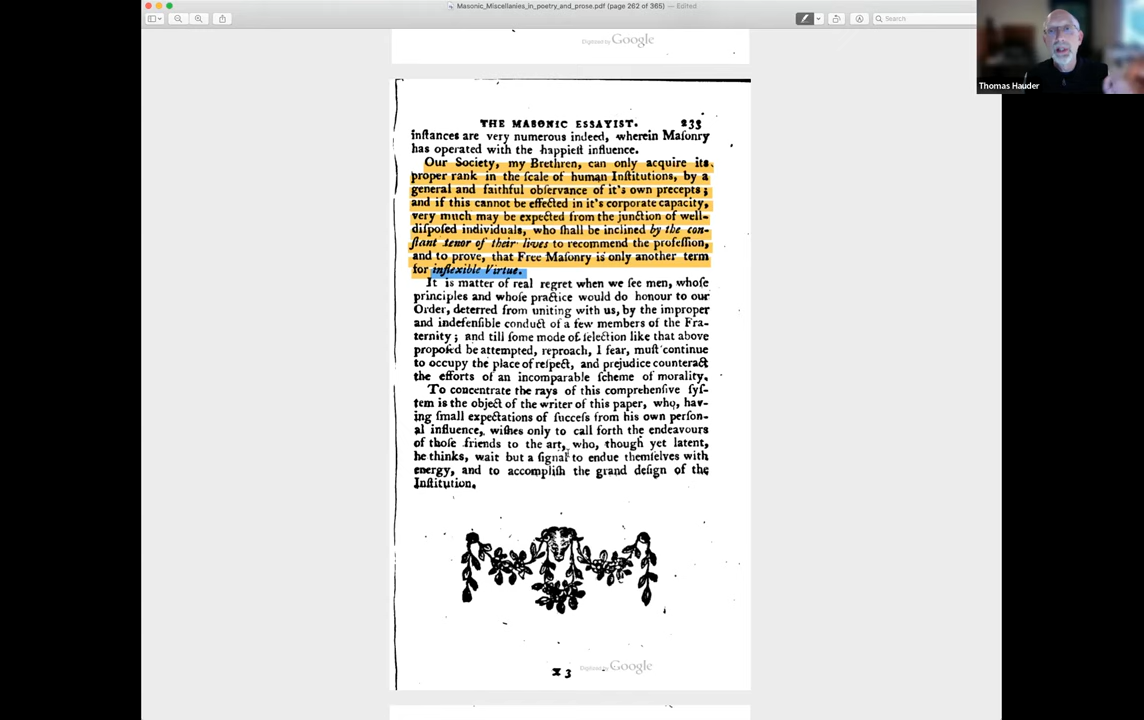 Masonic_Miscellanies_in_poetry_and_prose.pdf (page 262 of 365) — Edited
Search
Thomas Hauder
Digitized by Google
THE MASONIC ESSAYIST. 233
inſtances are very numerous indeed, wherein Maſonry
has operated with the happieſt influence.
Our Society, my Brethren, can only acquire its
proper rank in the ſcale of human Inſtitutions, by a
general and faithful obſervance of it's own precepts;
and if this cannot be effected in it's corporate capacity,
very much may be expected from the junction of well-
diſpoſed individuals, who ſhall be inclined by the con-
ſtant tenor of their lives to recommend the profeſſion,
and to prove, that Free Maſonry is only another term
for inflexible Virtue.
It is matter of real regret when we ſee men, whoſe
principles and whoſe practice would do honour to our
Order, deterred from uniting with us, by the improper
and indefenſible conduct of a few members of the Fra-
ternity; and till ſome mode of ſelection like that above
propoſed be attempted, reproach, I fear, muſt continue
to occupy the place of reſpect, and prejudice counteract
the efforts of an incomparable ſcheme of morality.
To concentrate the rays of this comprehenſive ſyſ-
tem is the object of the writer of this paper, who, hav-
ing ſmall expectations of ſucceſs from his own perſon-
al influence, wiſhes only to call forth the endeavours
of thoſe friends to the art, who, though yet latent,
he thinks, wait but a ſignal to endue themſelves with
energy, and to accompliſh the grand deſign of the
Inſtitution.
X 3
Digitized by Google